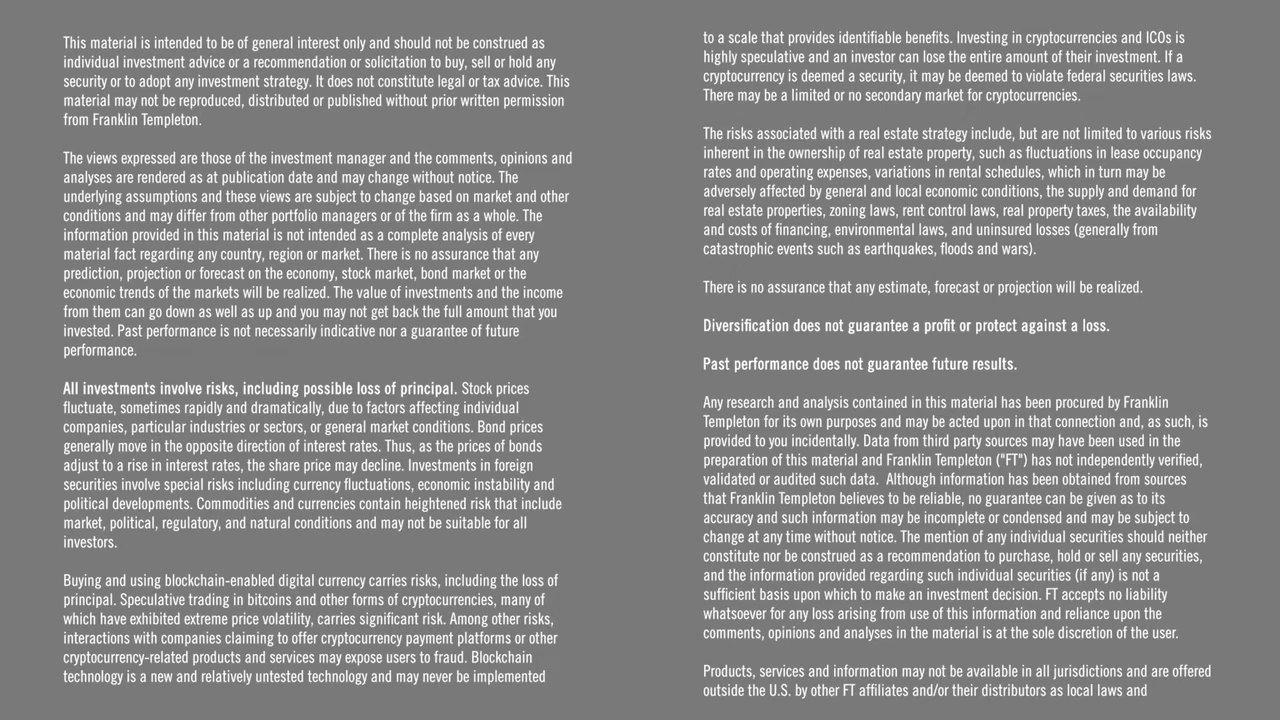 This material is intended to be of general interest only and should not be construed as
individual investment advice or a recommendation or solicitation to buy, sell or hold any
security or to adopt any investment strategy. It does not constitute legal or tax advice. This
material may not be reproduced, distributed or published without prior written permission
from Franklin Templeton.
The views expressed are those of the investment manager and the comments, opinions and
analyses are rendered as at publication date and may change without notice. The
underlying assumptions and these views are subject to change based on market and other
conditions and may differ from other portfolio managers or of the firm as a whole. The
information provided in this material is not intended as a complete analysis of every
material fact regarding any country, region or market. There is no assurance that any
prediction, projection or forecast on the economy, stock market, bond market or the
economic trends of the markets will be realized. The value of investments and the income
from them can go down as well as up and you may not get back the full amount that you
invested. Past performance is not necessarily indicative nor a guarantee of future
performance.
All investments involve risks, including possible loss of principal. Stock prices
fluctuate, sometimes rapidly and dramatically, due to factors affecting individual
companies, particular industries or sectors, or general market conditions. Bond prices
generally move in the opposite direction of interest rates. Thus, as the prices of bonds
adjust to a rise in interest rates, the share price may decline. Investments in foreign
securities involve special risks including currency fluctuations, economic instability and
political developments. Commodities and currencies contain heightened risk that include
market, political, regulatory, and natural conditions and may not be suitable for all
investors.
Buying and using blockchain-enabled digital currency carries risks, including the loss of
principal. Speculative trading in bitcoins and other forms of cryptocurrencies, many of
which have exhibited extreme price volatility, carries significant risk. Among other risks,
interactions with companies claiming to offer cryptocurrency payment platforms or other
cryptocurrency-related products and services may expose users to fraud. Blockchain
technology is a new and relatively untested technology and may never be implemented
to a scale that provides identifiable benefits. Investing in cryptocurrencies and ICOs is
highly speculative and an investor can lose the entire amount of their investment. If a
cryptocurrency is deemed a security, it may be deemed to violate federal securities laws.
There may be a limited or no secondary market for cryptocurrencies.
The risks associated with a real estate strategy include, but are not limited to various risks
inherent in the ownership of real estate property, such as fluctuations in lease occupancy
rates and operating expenses, variations in rental schedules, which in turn may be
adversely affected by general and local economic conditions, the supply and demand for
real estate properties, zoning laws, rent control laws, real property taxes, the availability
and costs of financing, environmental laws, and uninsured losses (generally from
catastrophic events such as earthquakes, floods and wars).
There is no assurance that any estimate, forecast or projection will be realized.
Diversification does not guarantee a profit or protect against a loss.
Past performance does not guarantee future results.
Any research and analysis contained in this material has been procured by Franklin
Templeton for its own purposes and may be acted upon in that connection and, as such, is
provided to you incidentally. Data from third party sources may have been used in the
preparation of this material and Franklin Templeton ("FT") has not independently verified,
validated or audited such data.  Although information has been obtained from sources
that Franklin Templeton believes to be reliable, no guarantee can be given as to its
accuracy and such information may be incomplete or condensed and may be subject to
change at any time without notice. The mention of any individual securities should neither
constitute nor be construed as a recommendation to purchase, hold or sell any securities,
and the information provided regarding such individual securities (if any) is not a
sufficient basis upon which to make an investment decision. FT accepts no liability
whatsoever for any loss arising from use of this information and reliance upon the
comments, opinions and analyses in the material is at the sole discretion of the user.
Products, services and information may not be available in all jurisdictions and are offered
outside the U.S. by other FT affiliates and/or their distributors as local laws and